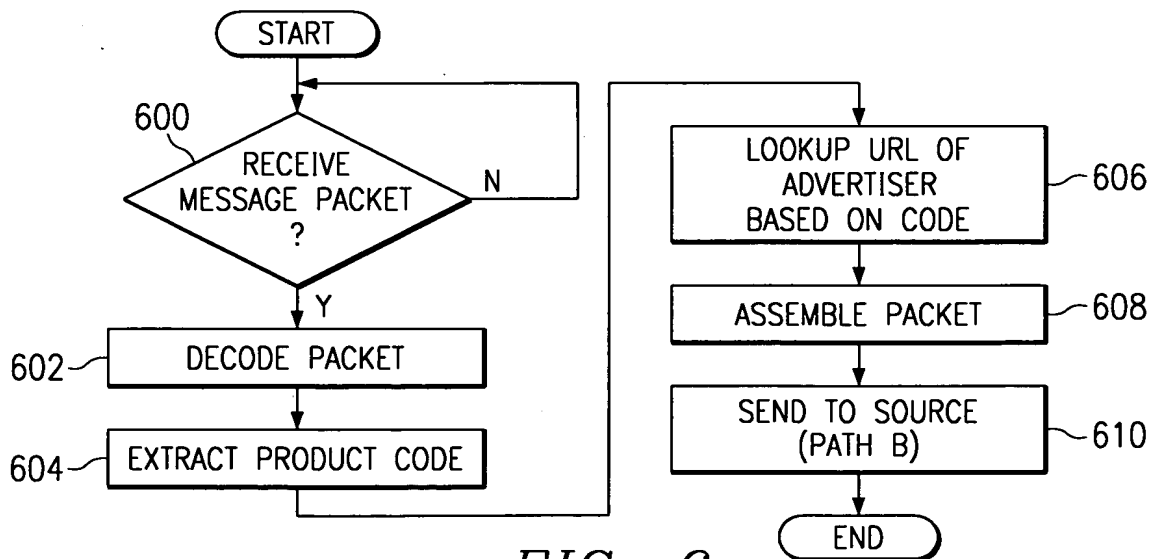 START
600
RECEIVE
MESSAGE PACKET
?
N
Y
602
DECODE PACKET
604
EXTRACT PRODUCT CODE
LOOKUP URL OF
ADVERTISER
BASED ON CODE
606
ASSEMBLE PACKET
608
SEND TO SOURCE
(PATH B)
610
END